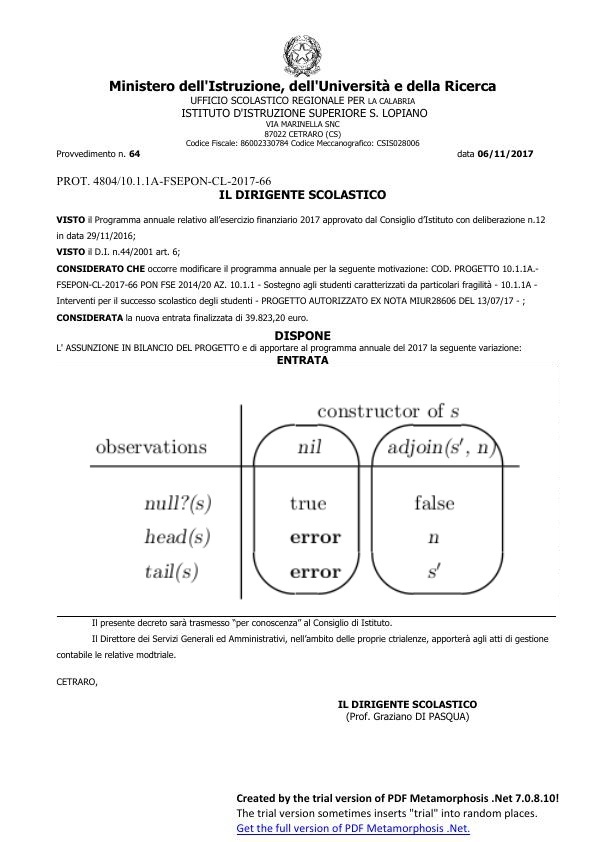 Ministero dell'Istruzione, dell'Università e della Ricerca
UFFICIO SCOLASTICO REGIONALE PER LA CALABRIA
ISTITUTO D'ISTRUZIONE SUPERIORE S. LOPIANO
VIA MARINELLA SNC
87022 CETRARO (CS)
Codice Fiscale: 86002330784 Codice Meccanografico: CSIS028006
Provvedimento n. 64 data 06/11/2017
PROT. 4804/10.1.1A-FSEPON-CL-2017-66
IL DIRIGENTE SCOLASTICO
VISTO il Programma annuale relativo all'esercizio finanziario 2017 approvato dal Consiglio d'Istituto con deliberazione n.12
in data 29/11/2016;
VISTO il D.I. n.44/2001 art. 6;
CONSIDERATO CHE occorre modificare il programma annuale per la seguente motivazione: COD. PROGETTO 10.1.1A.-
FSEPON-CL-2017-66 PON FSE 2014/20 AZ. 10.1.1 - Sostegno agli studenti caratterizzati da particolari fragilità - 10.1.1A -
Interventi per il successo scolastico degli studenti - PROGETTO AUTORIZZATO EX NOTA MIUR28606 DEL 13/07/17 - ;
CONSIDERATA la nuova entrata finalizzata di 39.823,20 euro.
DISPONE
L' ASSUNZIONE IN BILANCIO DEL PROGETTO e di apportare al programma annuale del 2017 la seguente variazione:
ENTRATA
constructor of s
observations nil adjoin(s′, n)
null?(s) true false
head(s) error n
tail(s) error s′
Il presente decreto sarà trasmesso "per conoscenza" al Consiglio di Istituto.
Il Direttore dei Servizi Generali ed Amministrativi, nell'ambito delle proprie ctrialenze, apporterà agli atti di gestione
contabile le relative modtriale.
CETRARO,
IL DIRIGENTE SCOLASTICO
(Prof. Graziano DI PASQUA)
Created by the trial version of PDF Metamorphosis .Net 7.0.8.10!
The trial version sometimes inserts "trial" into random places.
Get the full version of PDF Metamorphosis .Net.